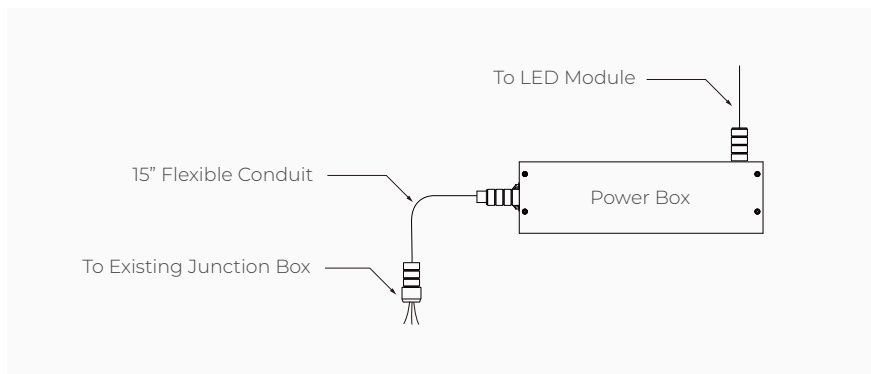 To LED Module
15” Flexible Conduit
Power Box
To Existing Junction Box